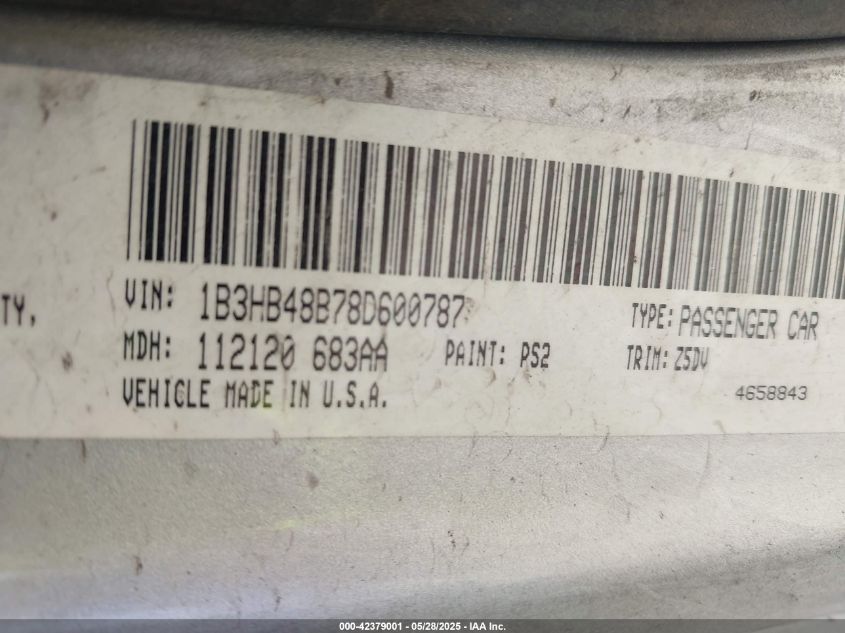 TY,
VIN: 1B3HB48B78D600787
TYPE: PASSENGER CAR
MDH: 112120 683AA
PAINT: PS2
TRIM: Z5DV
VEHICLE MADE IN U.S.A.
4658843
000-42379001 - 05/28/2025 - IAA Inc.